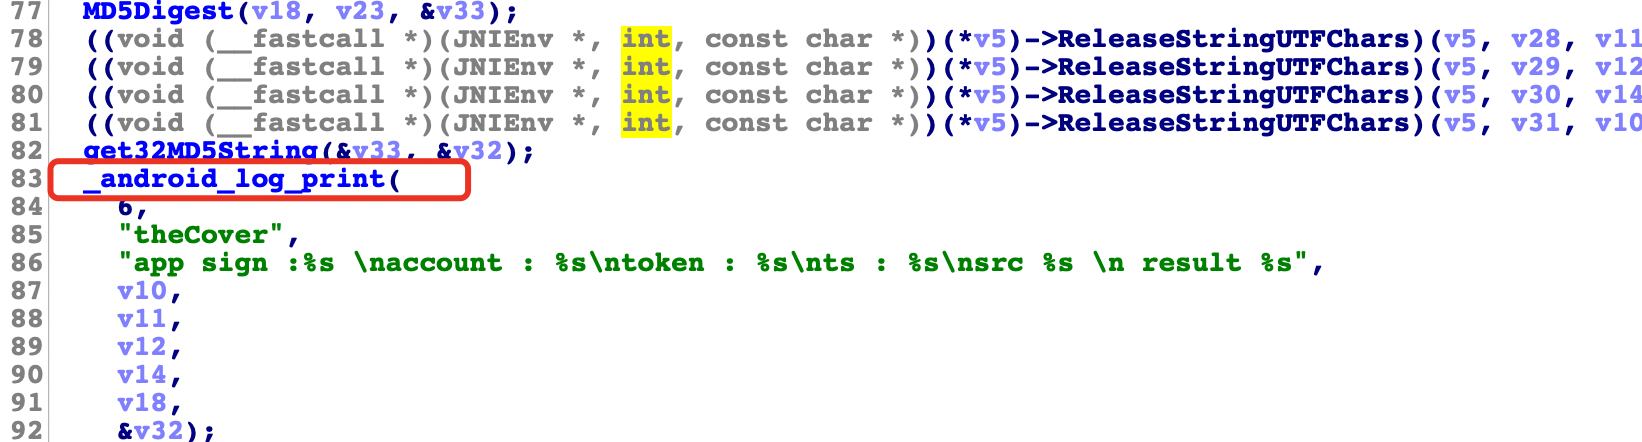 77 MD5Digest(v18, v23, &v33);
78 ((void (__fastcall *)(JNIEnv *, int, const char *))(*v5)->ReleaseStringUTFChars)(v5, v28, v11
79 ((void (__fastcall *)(JNIEnv *, int, const char *))(*v5)->ReleaseStringUTFChars)(v5, v29, v12
80 ((void (__fastcall *)(JNIEnv *, int, const char *))(*v5)->ReleaseStringUTFChars)(v5, v30, v14
81 ((void (__fastcall *)(JNIEnv *, int, const char *))(*v5)->ReleaseStringUTFChars)(v5, v31, v10
82 get32MD5String(&v33, &v32);
83 _android_log_print(
84 6,
85 "theCover",
86 "app sign :%s \naccount : %s\ntoken : %s\nts : %s\nsrc %s \n result %s",
87 v10,
88 v11,
89 v12,
90 v14,
91 v18,
92 &v32);